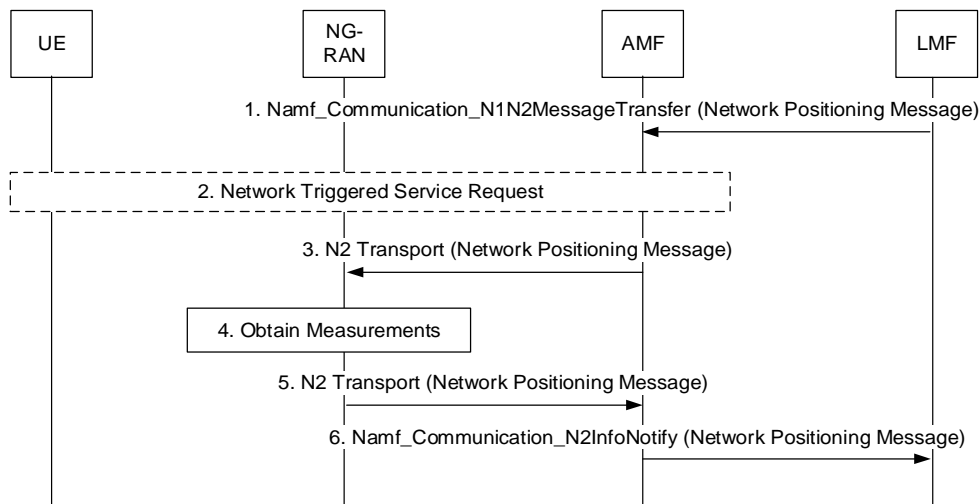 UE
NG-
RAN
AMF
LMF
1. Namf_Communication_N1N2MessageTransfer (Network Positioning Message)
2. Network Triggered Service Request
3. N2 Transport (Network Positioning Message)
4. Obtain Measurements
5. N2 Transport (Network Positioning Message)
6. Namf_Communication_N2InfoNotify (Network Positioning Message)